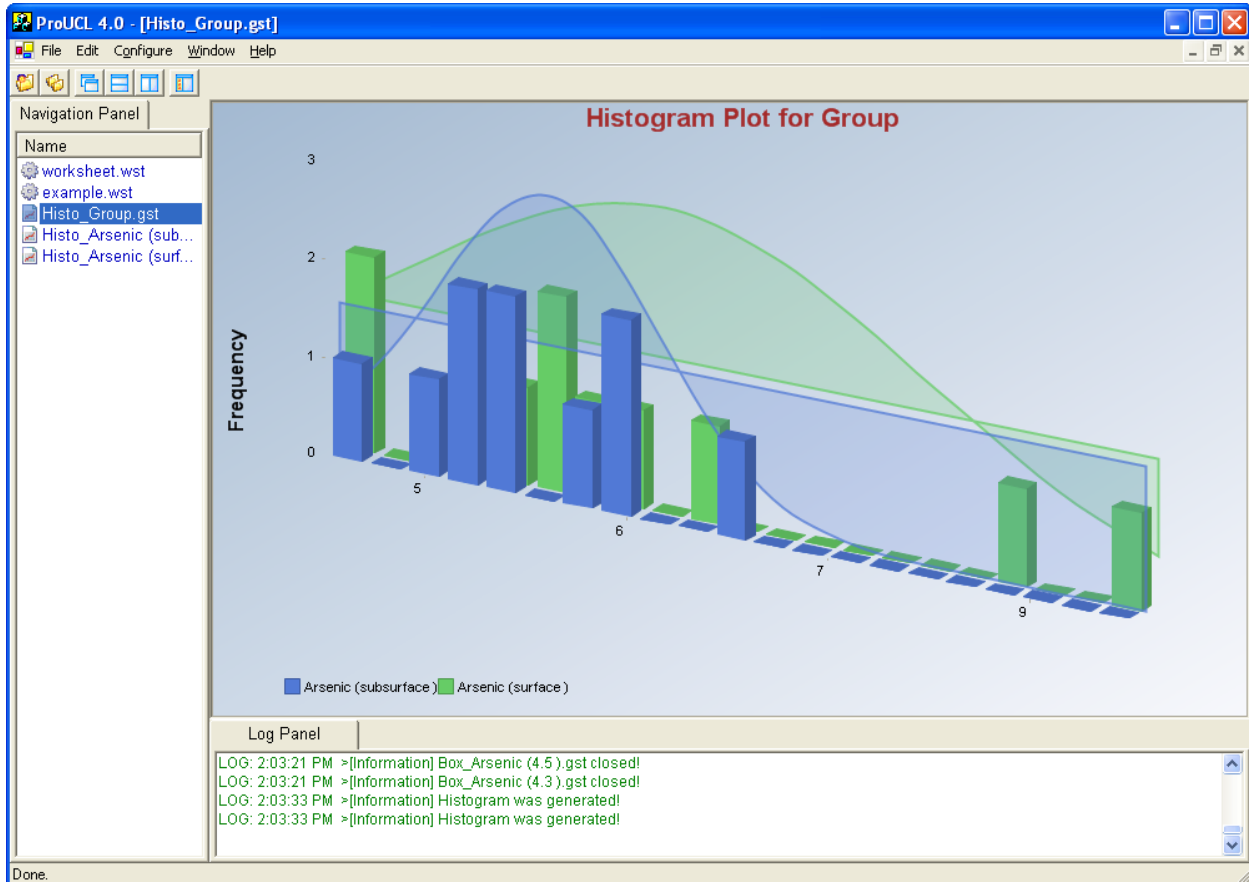 ProUCL 4.0 - [Histo_Group.gst]
File Edit Configure Window Help
Navigation Panel
Name
worksheet.wst
example.wst
Histo_Group.gst
Histo_Arsenic (sub...
Histo_Arsenic (surf...
Histogram Plot for Group
Frequency
3
2
1
0
5
6
7
9
Arsenic (subsurface ) Arsenic (surface )
Log Panel
LOG: 2:03:21 PM >[Information] Box_Arsenic (4.5 ).gst closed!
LOG: 2:03:21 PM >[Information] Box_Arsenic (4.3 ).gst closed!
LOG: 2:03:33 PM >[Information] Histogram was generated!
LOG: 2:03:33 PM >[Information] Histogram was generated!
Done.